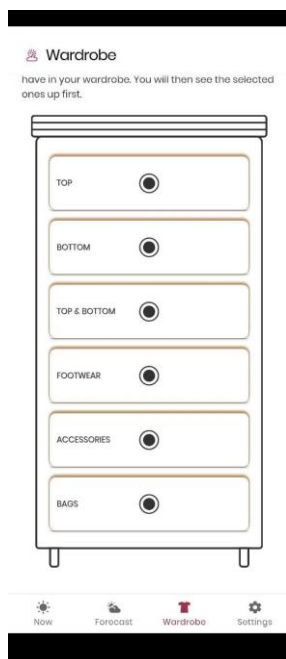 Wardrobe
have in your wardrobe. You will then see the selected
ones up first.
TOP
BOTTOM
TOP & BOTTOM
FOOTWEAR
ACCESSORIES
BAGS
Now Forecast Wardrobe Settings